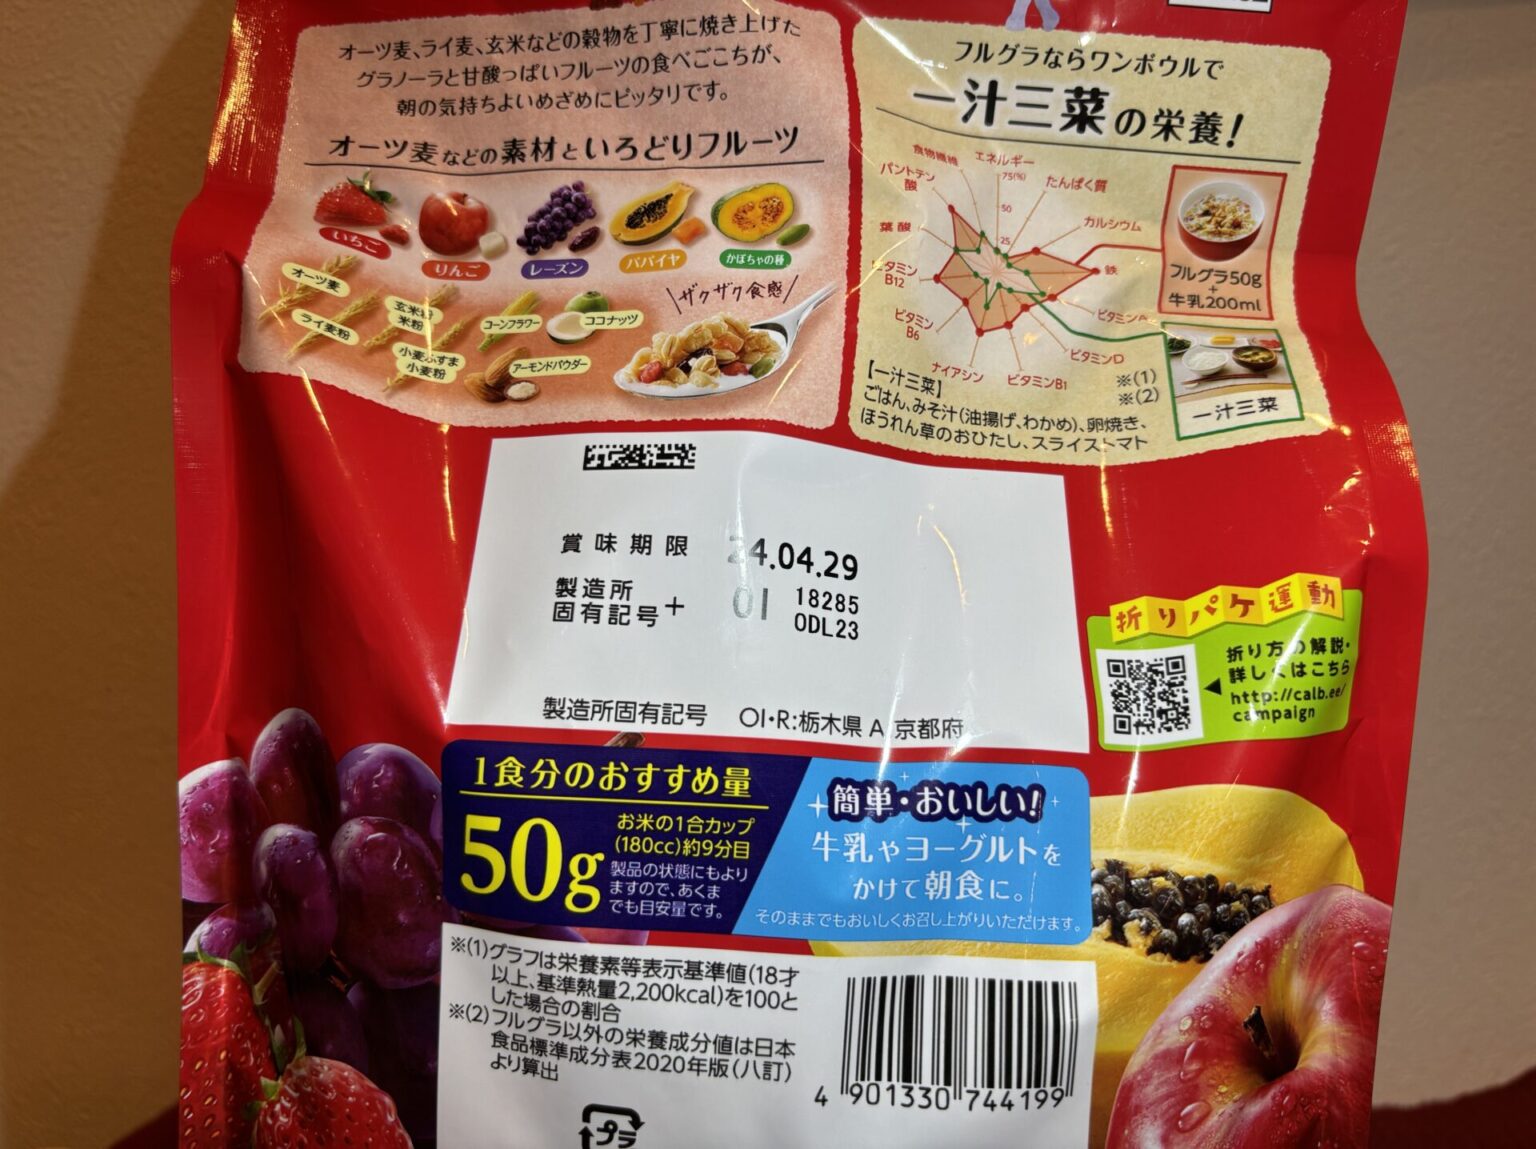 オーツ麦、ライ麦、玄米などの穀物を丁寧に焼き上げた
グラノーラと甘酸っぱいフルーツの食べごこちが、
朝の気持ちよいめざめにピッタリです。
オーツ麦などの素材といろどりフルーツ
いちご
りんご
レーズン
パパイヤ
かぼちゃの種
オーツ麦
ライ麦粉
玄米粉
米粉
小麦ふすま
小麦粉
コーンフラワー
ココナッツ
アーモンドパウダー
ザクザク食感
フルグラならワンボウルで
一汁三菜の栄養!
食物繊維
エネルギー
75(%)
50
25
パントテン
酸
たんぱく質
葉酸
カルシウム
ビタミン
B12
鉄
ビタミン
B6
ビタミンD
ナイアシン
ビタミンB1
フルグラ50g
+
牛乳200ml
一汁三菜
※(1)
※(2)
【一汁三菜】
ごはん、みそ汁(油揚げ、わかめ)、卵焼き、
ほうれん草のおひたし、スライストマト
賞味期限 24.04.29
製造所
固有記号+ OI 18285
ODL23
製造所固有記号 OI・R:栃木県 A:京都府
折りパケ運動
折り方の解説・
詳しくはこちら
http://calb.ee/
campaign
1食分のおすすめ量
50g
お米の1合カップ
(180cc)約9分目
製品の状態にもより
ますので、あくま
でも目安量です。
簡単・おいしい!
牛乳やヨーグルトを
かけて朝食に。
そのままでもおいしくお召し上がりいただけます。
※(1)グラフは栄養素等表示基準値(18才
以上、基準熱量2,200kcal)を100と
した場合の割合
※(2)フルグラ以外の栄養成分値は日本
食品標準成分表2020年版(八訂)
より算出
4 901330 744199
プラ